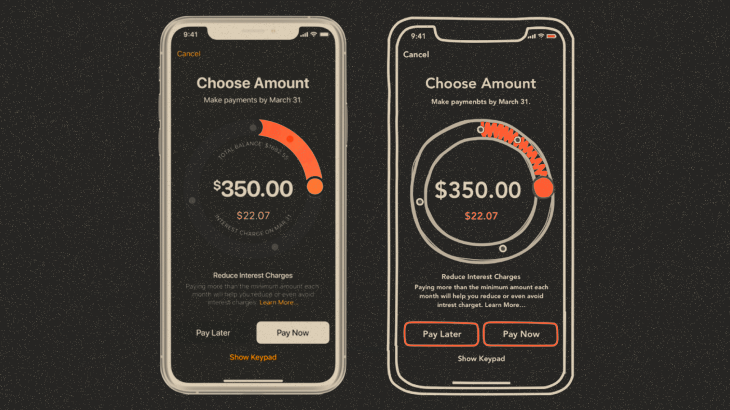 9:41
Cancel
Choose Amount
Make payments by March 31.
TOTAL BALANCE
$350.00
$22.07
INTEREST CHARGE ON MAR 31
Reduce Interest Charges
Paying more than the minimum amount each
month will help you reduce or even avoid
interest charges. Learn More...
Pay Later
Pay Now
Show Keypad
9:41
Cancel
Choose Amount
Make paymenbts by March 31.
$350.00
$22.07
Reduce Interest Charges
Paying more than the minimum amount each
month will help you reduce or even avoid
intrest charget. Learn More...
Pay Later
Pay Now
Show Keypad